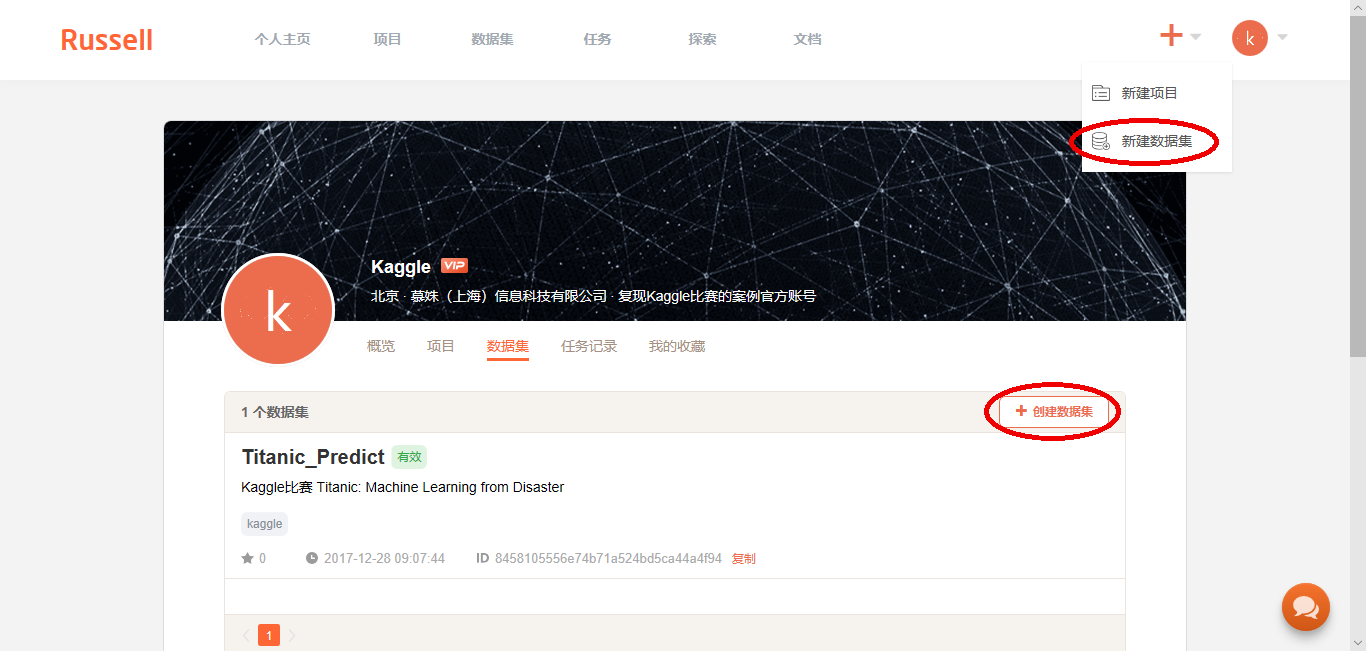 Russell 个人主页 项目 数据集 任务 探索 文档 k
新建项目
新建数据集
Kaggle VIP
北京 · 慕姝（上海）信息科技有限公司 · 复现Kaggle比赛的案例官方账号
k
概览 项目 数据集 任务记录 我的收藏
1 个数据集 + 创建数据集
Titanic_Predict 有效
Kaggle比赛 Titanic: Machine Learning from Disaster
kaggle
0 2017-12-28 09:07:44 ID 8458105556e74b71a524bd5ca44a4f94 复制
1